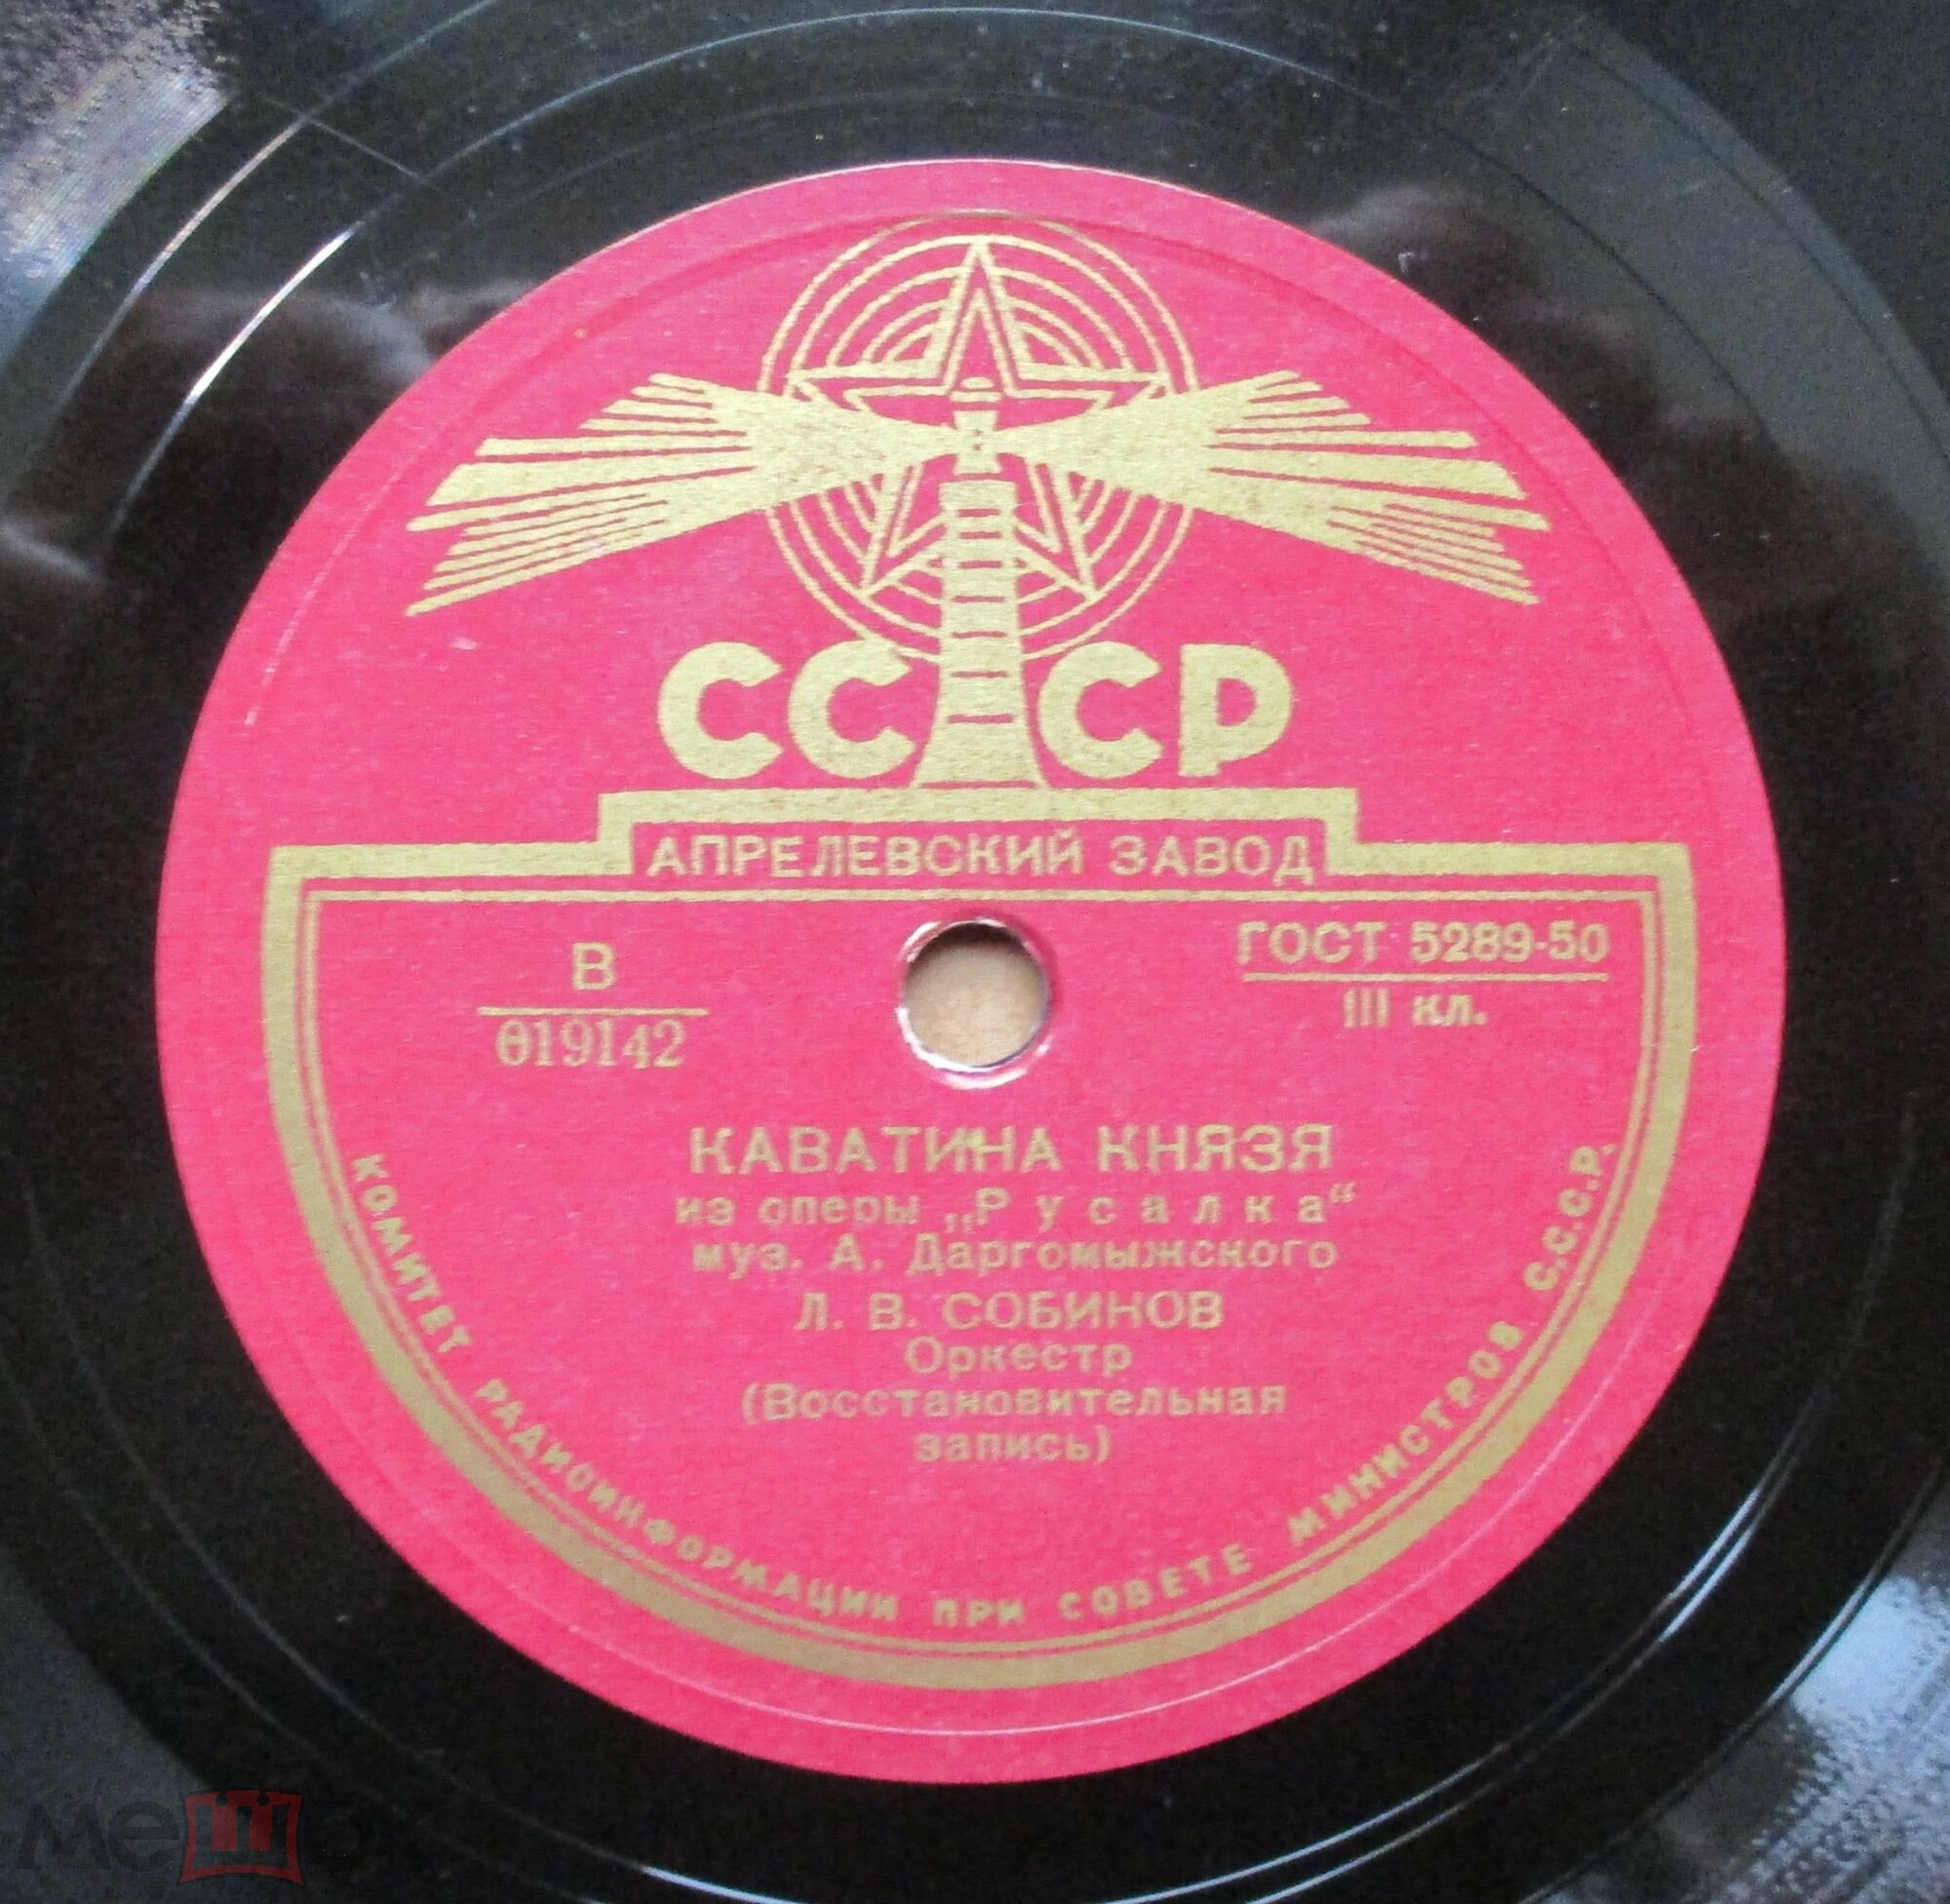 СССР
АПРЕЛЕВСКИЙ ЗАВОД
В
019142
ГОСТ 5289-50
III кл.
КАВАТИНА КНЯЗЯ
из оперы „Русалка“
муз. А. Даргомыжского
Л. В. СОБИНОВ
Оркестр
(Восстановительная
запись)
КОМИТЕТ РАДИОИНФОРМАЦИИ ПРИ СОВЕТЕ МИНИСТРОВ С.С.С.Р.
мешок